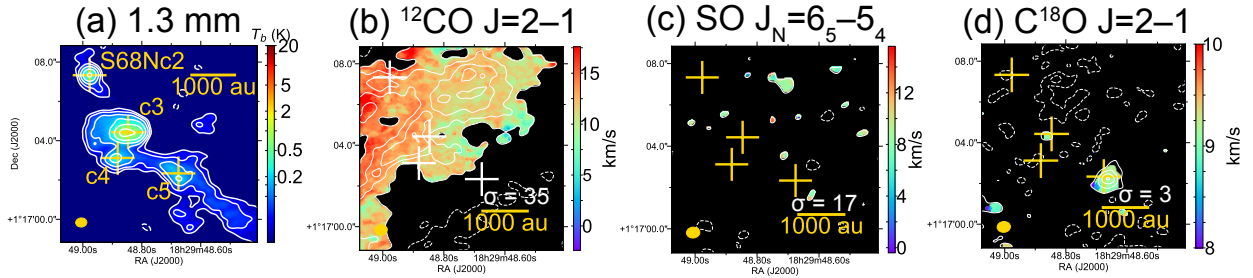 (a) 1.3 mm
T_b (K)
20
5
2
0.5
0.2
S68Nc2
1000 au
c3
c4
c5
08.0"
04.0"
+1°17'00.0"
Dec (J2000)
49.00s 48.80s 18h29m48.60s
RA (J2000)
(b) ¹²CO J=2–1
15
10
5
0
km/s
σ = 35
1000 au
08.0"
04.0"
+1°17'00.0"
49.00s 48.80s 18h29m48.60s
RA (J2000)
(c) SO J_N=6₅–5₄
12
8
4
0
km/s
σ = 17
1000 au
08.0"
04.0"
+1°17'00.0"
49.00s 48.80s 18h29m48.60s
RA (J2000)
(d) C¹⁸O J=2–1
10
9
8
km/s
σ = 3
1000 au
08.0"
04.0"
+1°17'00.0"
49.00s 48.80s 18h29m48.60s
RA (J2000)